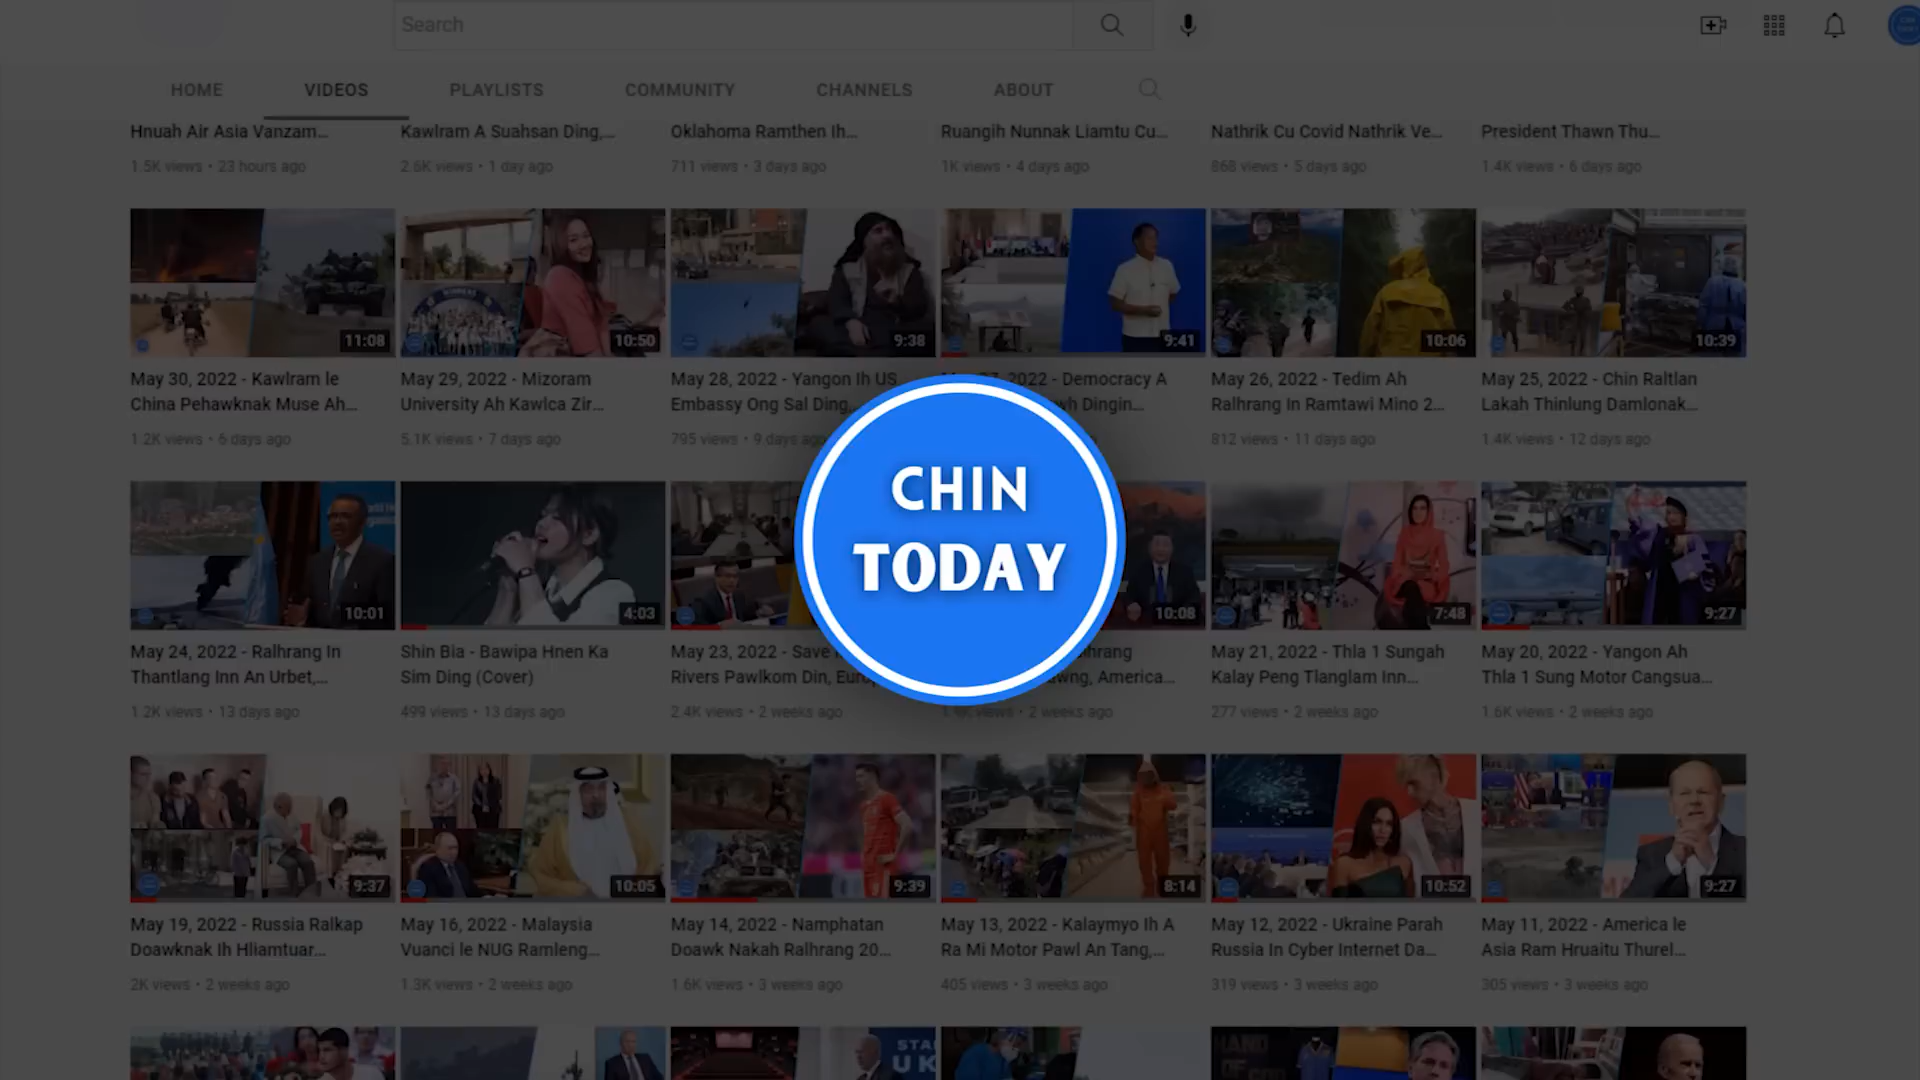 Search
HOME
VIDEOS
PLAYLISTS
COMMUNITY
CHANNELS
ABOUT
Hnuah Air Asia Vanzam...
1.5K views • 23 hours ago
Kawlram A Suahsan Ding,...
2.6K views • 1 day ago
Oklahoma Ramthen Ih...
711 views • 3 days ago
Ruangih Nunnak Liamtu Cu...
1K views • 4 days ago
Nathrik Cu Covid Nathrik Ve...
868 views • 5 days ago
President Thawn Thu...
1.4K views • 6 days ago
11:08
May 30, 2022 - Kawlram le
China Pehawknak Muse Ah...
1.2K views • 6 days ago
WINNERS
10:50
May 29, 2022 - Mizoram
University Ah Kawlca Zir...
5.1K views • 7 days ago
9:38
May 28, 2022 - Yangon Ih US
Embassy Ong Sal Ding,
795 views • 9 days ago
9:41
2022 - Democracy A
Dingin...
10:06
May 26, 2022 - Tedim Ah
Ralhrang In Ramtawi Mino 2...
812 views • 11 days ago
10:39
May 25, 2022 - Chin Raltlan
Lakah Thinlung Damlonak...
1.4K views • 12 days ago
CHIN
TODAY
10:01
May 24, 2022 - Ralhrang In
Thantlang Inn An Urbet,...
1.2K views • 13 days ago
4:03
Shin Bia - Bawipa Hnen Ka
Sim Ding (Cover)
499 views • 13 days ago
May 23, 2022 - Save
Rivers Pawlkom Din,
2.4K views • 2 weeks ago
10:08
America...
views • 2 weeks ago
7:48
May 21, 2022 - Thla 1 Sungah
Kalay Peng Tlanglam Inn...
277 views • 2 weeks ago
9:27
May 20, 2022 - Yangon Ah
Thla 1 Sung Motor Cangsua...
1.6K views • 2 weeks ago
9:37
May 19, 2022 - Russia Ralkap
Doawknak Ih Hliamtuar...
2K views • 2 weeks ago
10:05
May 16, 2022 - Malaysia
Vuanci le NUG Ramleng...
1.3K views • 2 weeks ago
9:39
May 14, 2022 - Namphatan
Doawk Nakah Ralhrang 20...
1.6K views • 3 weeks ago
8:14
May 13, 2022 - Kalaymyo Ih A
Ra Mi Motor Pawl An Tang,...
405 views • 3 weeks ago
10:52
May 12, 2022 - Ukraine Parah
Russia In Cyber Internet Da...
319 views • 3 weeks ago
9:27
May 11, 2022 - America le
Asia Ram Hruaitu Thurel...
305 views • 3 weeks ago
UK
HAND
OF